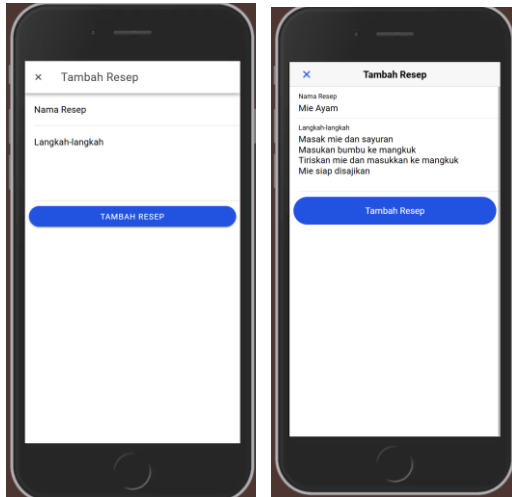 × Tambah Resep
Nama Resep
Langkah-langkah
TAMBAH RESEP
× Tambah Resep
Nama Resep
Mie Ayam
Langkah-langkah
Masak mie dan sayuran
Masukan bumbu ke mangkuk
Tiriskan mie dan masukkan ke mangkuk
Mie siap disajikan
Tambah Resep